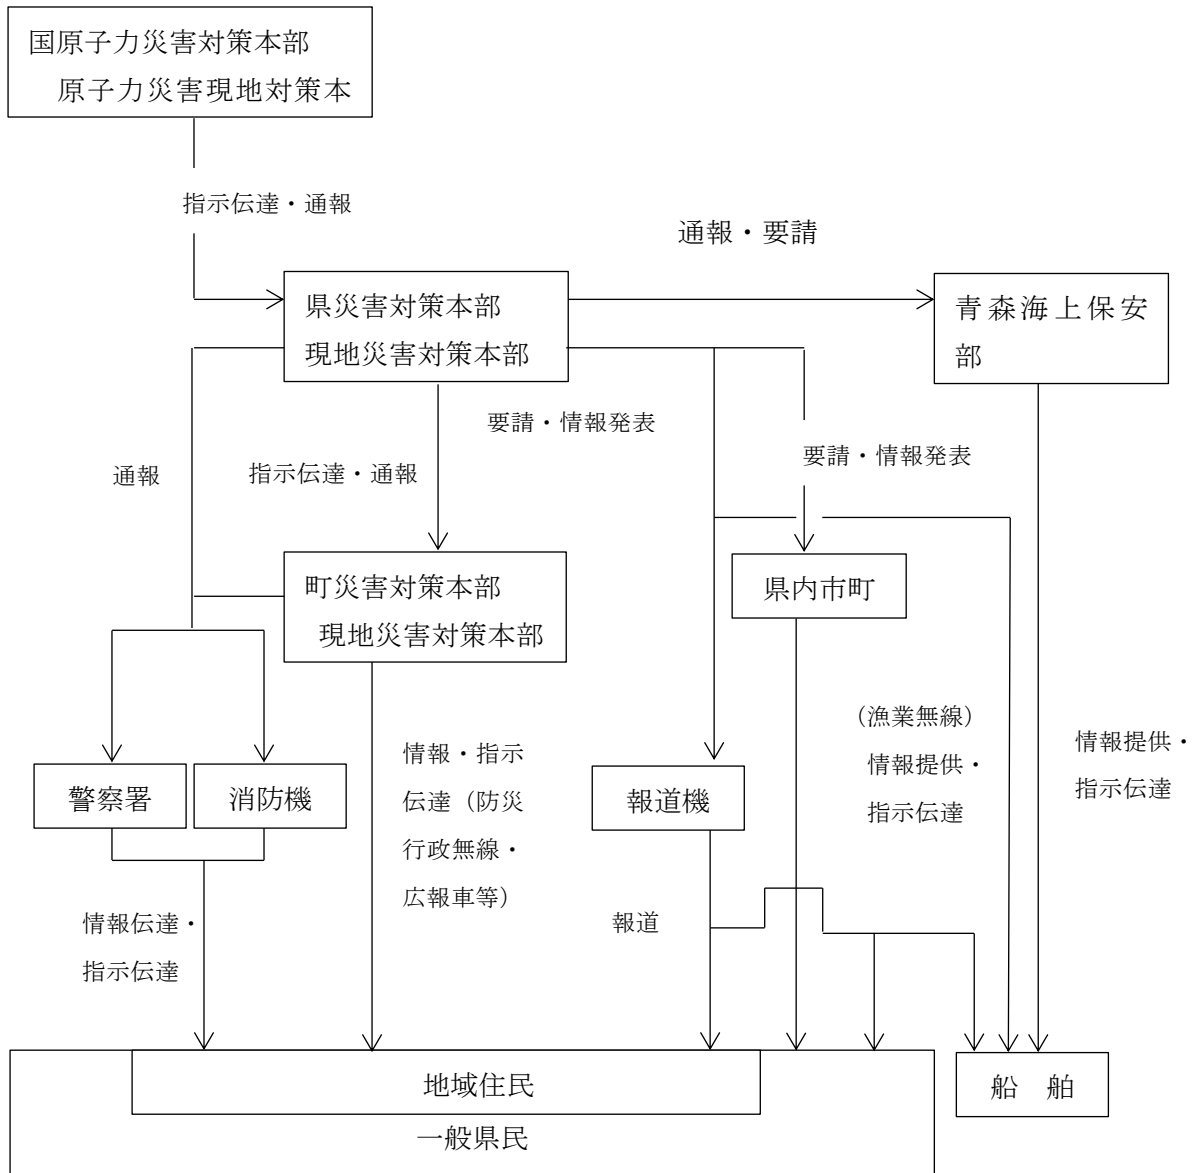 国原子力災害対策本部
原子力災害現地対策本
指示伝達・通報
通報・要請
県災害対策本部
現地災害対策本部
青森海上保安
部
要請・情報発表
要請・情報発表
通報
指示伝達・通報
町災害対策本部
現地災害対策本部
県内市町
(漁業無線)
情報提供・
指示伝達
情報提供・
指示伝達
情報・指示
伝達(防災
行政無線・
広報車等)
警察署
消防機
報道機
情報伝達・
指示伝達
報道
地域住民
一般県民
船 舶